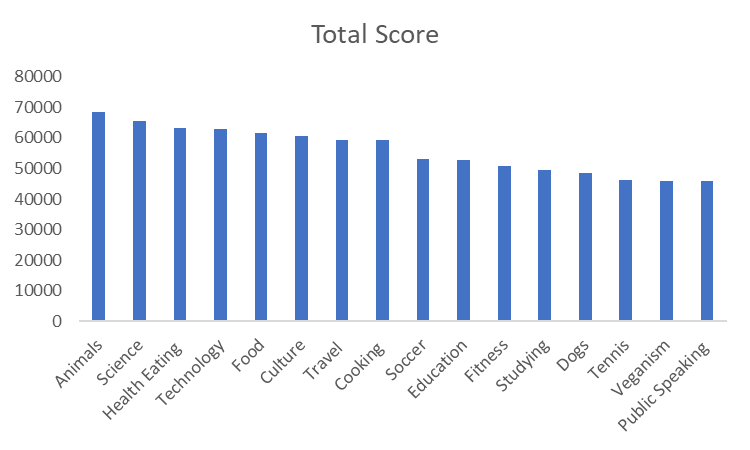 Total Score
80000
70000
60000
50000
40000
30000
20000
10000
0
Animals
Science
Health Eating
Technology
Food
Culture
Travel
Cooking
Soccer
Education
Fitness
Studying
Dogs
Tennis
Veganism
Public Speaking